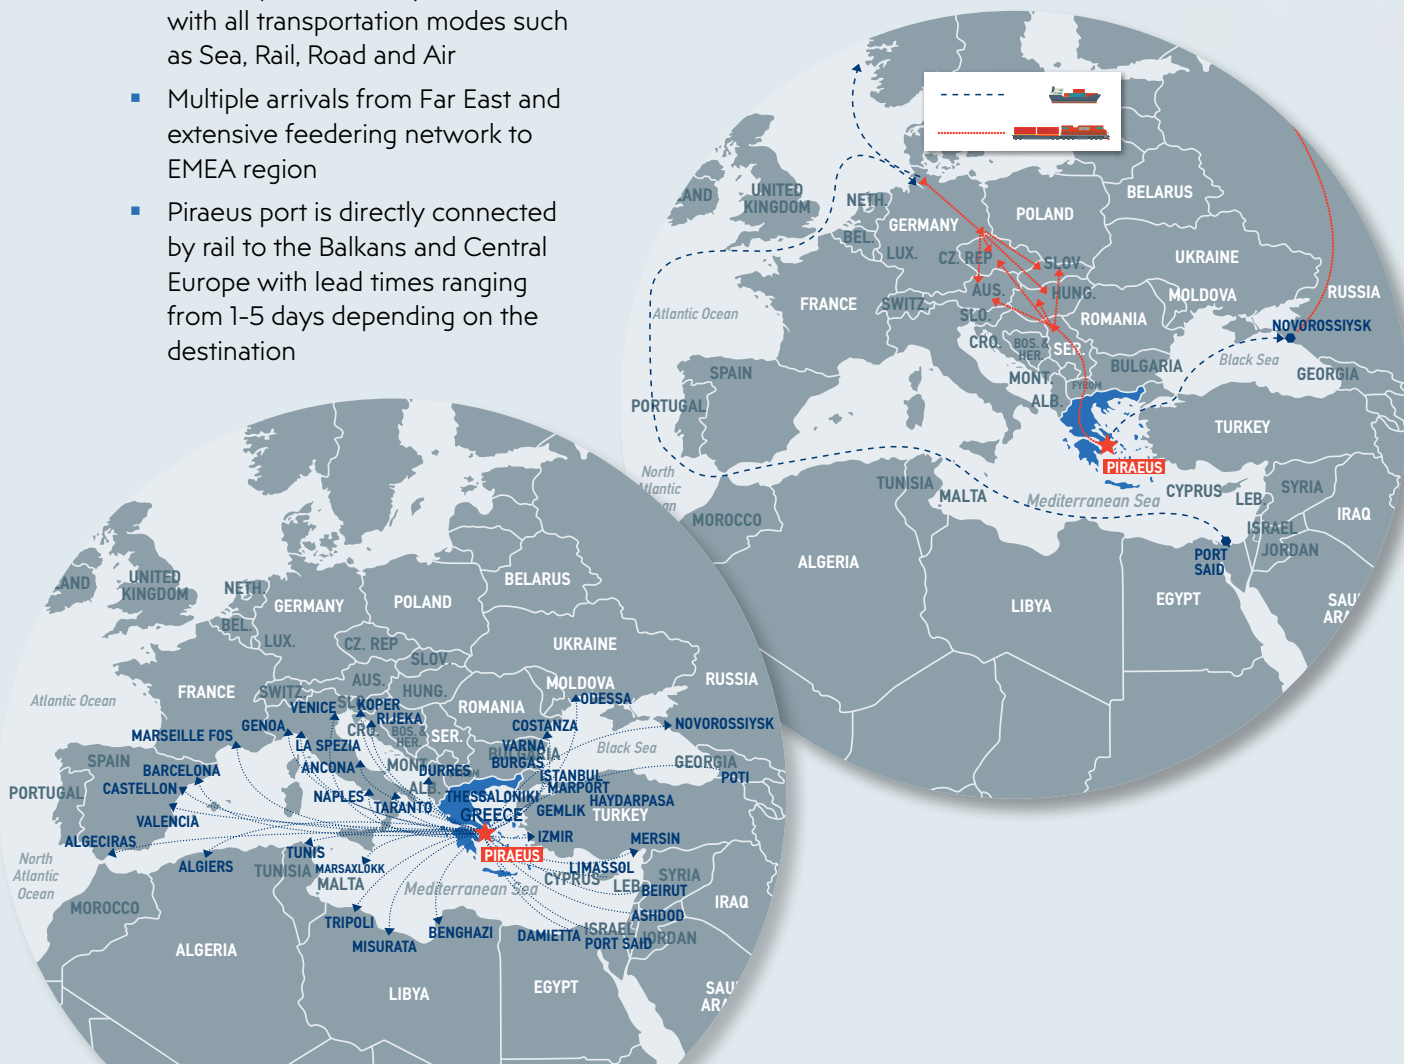 with all transportation modes such
as Sea, Rail, Road and Air
▪ Multiple arrivals from Far East and
extensive feedering network to
EMEA region
▪ Piraeus port is directly connected
by rail to the Balkans and Central
Europe with lead times ranging
from 1-5 days depending on the
destination
UNITED
KINGDOM
NETH.
BEL.
LUX.
GERMANY
POLAND
BELARUS
CZ. REP
SLOV.
UKRAINE
FRANCE
SWITZ.
AUS.
HUNG.
MOLDOVA
RUSSIA
Atlantic Ocean
SLO.
ROMANIA
NOVOROSSIYSK
CRO.
BOS. &
HER.
SER.
Black Sea
SPAIN
MONT.
BULGARIA
GEORGIA
FYROM
PORTUGAL
ALB.
TURKEY
PIRAEUS
North
Atlantic
TUNISIA
MALTA
Mediterranean Sea
CYPRUS
LEB.
SYRIA
MOROCCO
ISRAEL
IRAQ
JORDAN
ALGERIA
PORT
SAID
LIBYA
EGYPT
UNITED
KINGDOM
NETH.
BEL.
LUX.
GERMANY
POLAND
BELARUS
CZ. REP
SLOV.
UKRAINE
FRANCE
SWITZ.
AUS.
HUNG.
MOLDOVA
RUSSIA
Atlantic Ocean
VENICE
SLO.
KOPER
RIJEKA
ROMANIA
ODESSA
NOVOROSSIYSK
MARSEILLE FOS
GENOA
LA SPEZIA
CRO.
BOS. &
HER.
SER.
COSTANZA
VARNA
BURGAS
BULGARIA
Black Sea
SPAIN
BARCELONA
CASTELLON
ANCONA
MONT.
DURRES
ISTANBUL
MARPORT
GEORGIA
POTI
PORTUGAL
NAPLES
TARANTO
ALB.
THESSALONIKI
GREECE
GEMLIK
HAYDARPASA
TURKEY
VALENCIA
ALGECIRAS
IZMIR
MERSIN
ALGIERS
TUNIS
TUNISIA
MARSAXLOKK
MALTA
PIRAEUS
LIMASSOL
CYPRUS
LEB.
SYRIA
BEIRUT
North
Atlantic
Ocean
Mediterranean Sea
MOROCCO
TRIPOLI
MISURATA
BENGHAZI
DAMIETTA
ISRAEL
PORT SAID
ASHDOD
JORDAN
IRAQ
ALGERIA
LIBYA
EGYPT